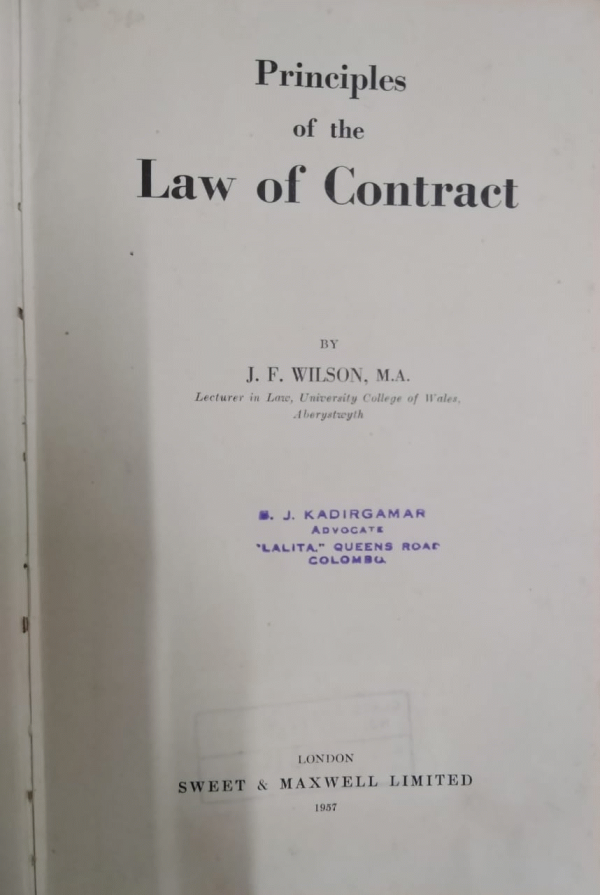 Principles
of the
Law of Contract
BY
J. F. WILSON, M.A.
Lecturer in Law, University College of Wales,
Aberystwyth
J. KADIRGAMAR
ADVOCATE
"LALITA," QUEENS ROAD
COLOMBO.
LONDON
SWEET & MAXWELL LIMITED
1957